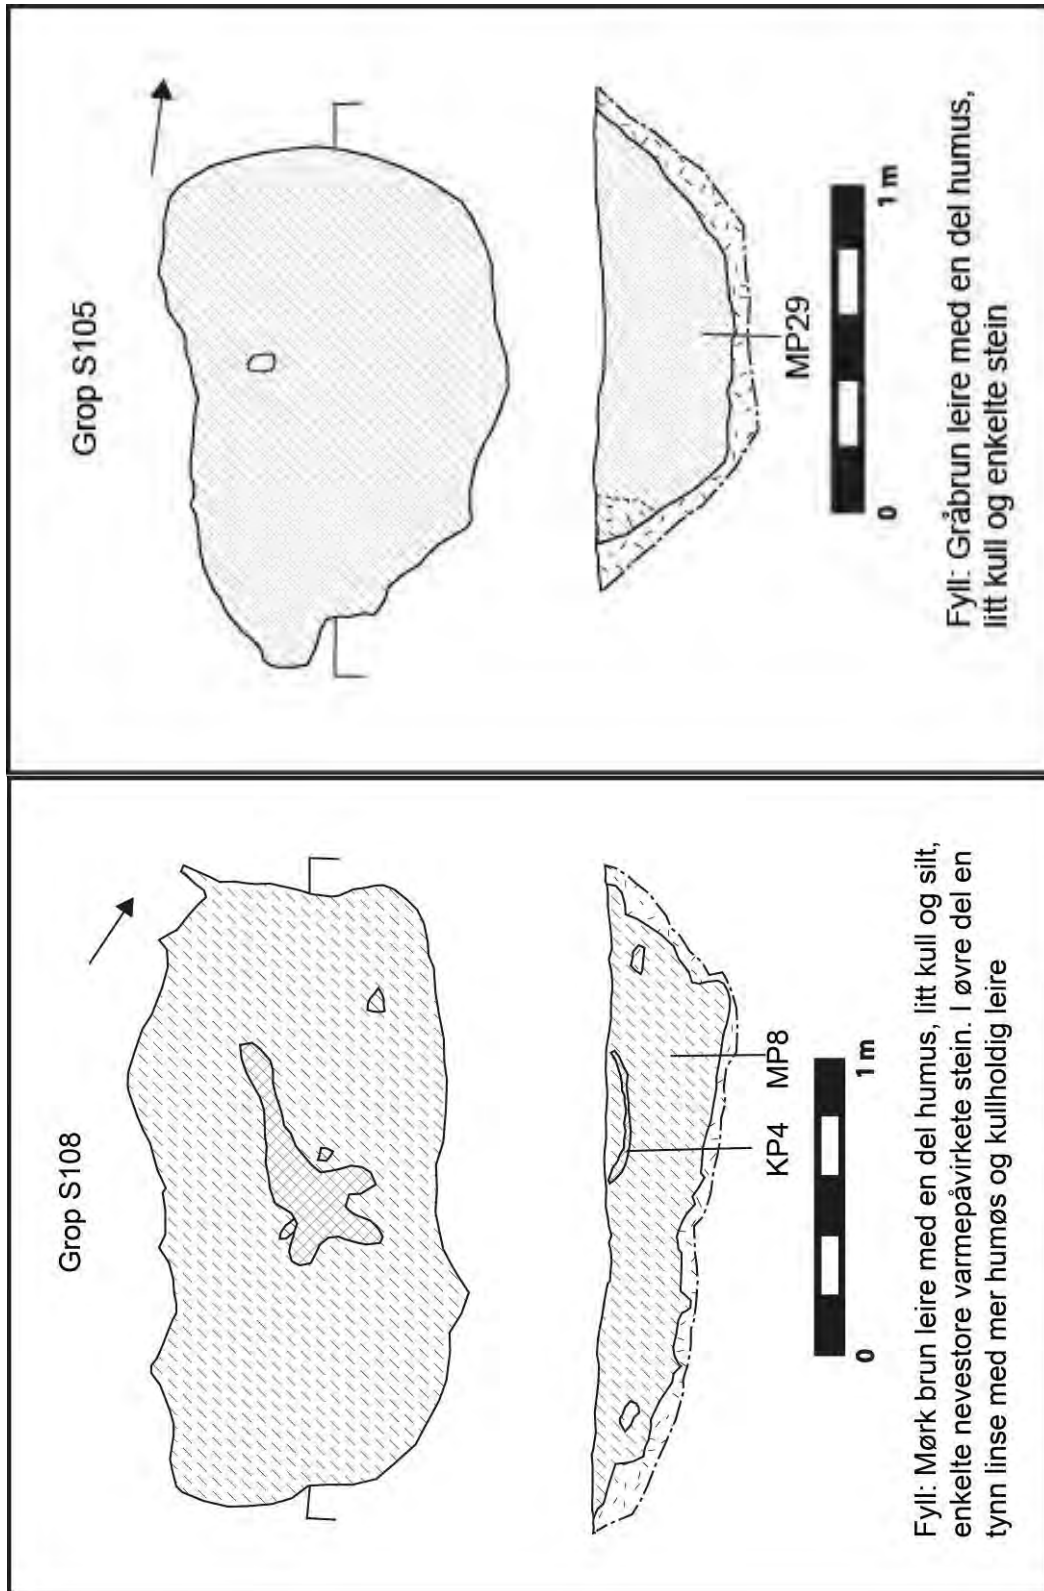 Grop S108
KP4
MP8
0
1 m
Fyll: Mørk brun leire med en del humus, litt kull og silt,
enkelte nevestore varmepåvirkete stein. I øvre del en
tynn linse med mer humøs og kullholdig leire
Grop S105
MP29
0
1 m
Fyll: Gråbrun leire med en del humus,
litt kull og enkelte stein